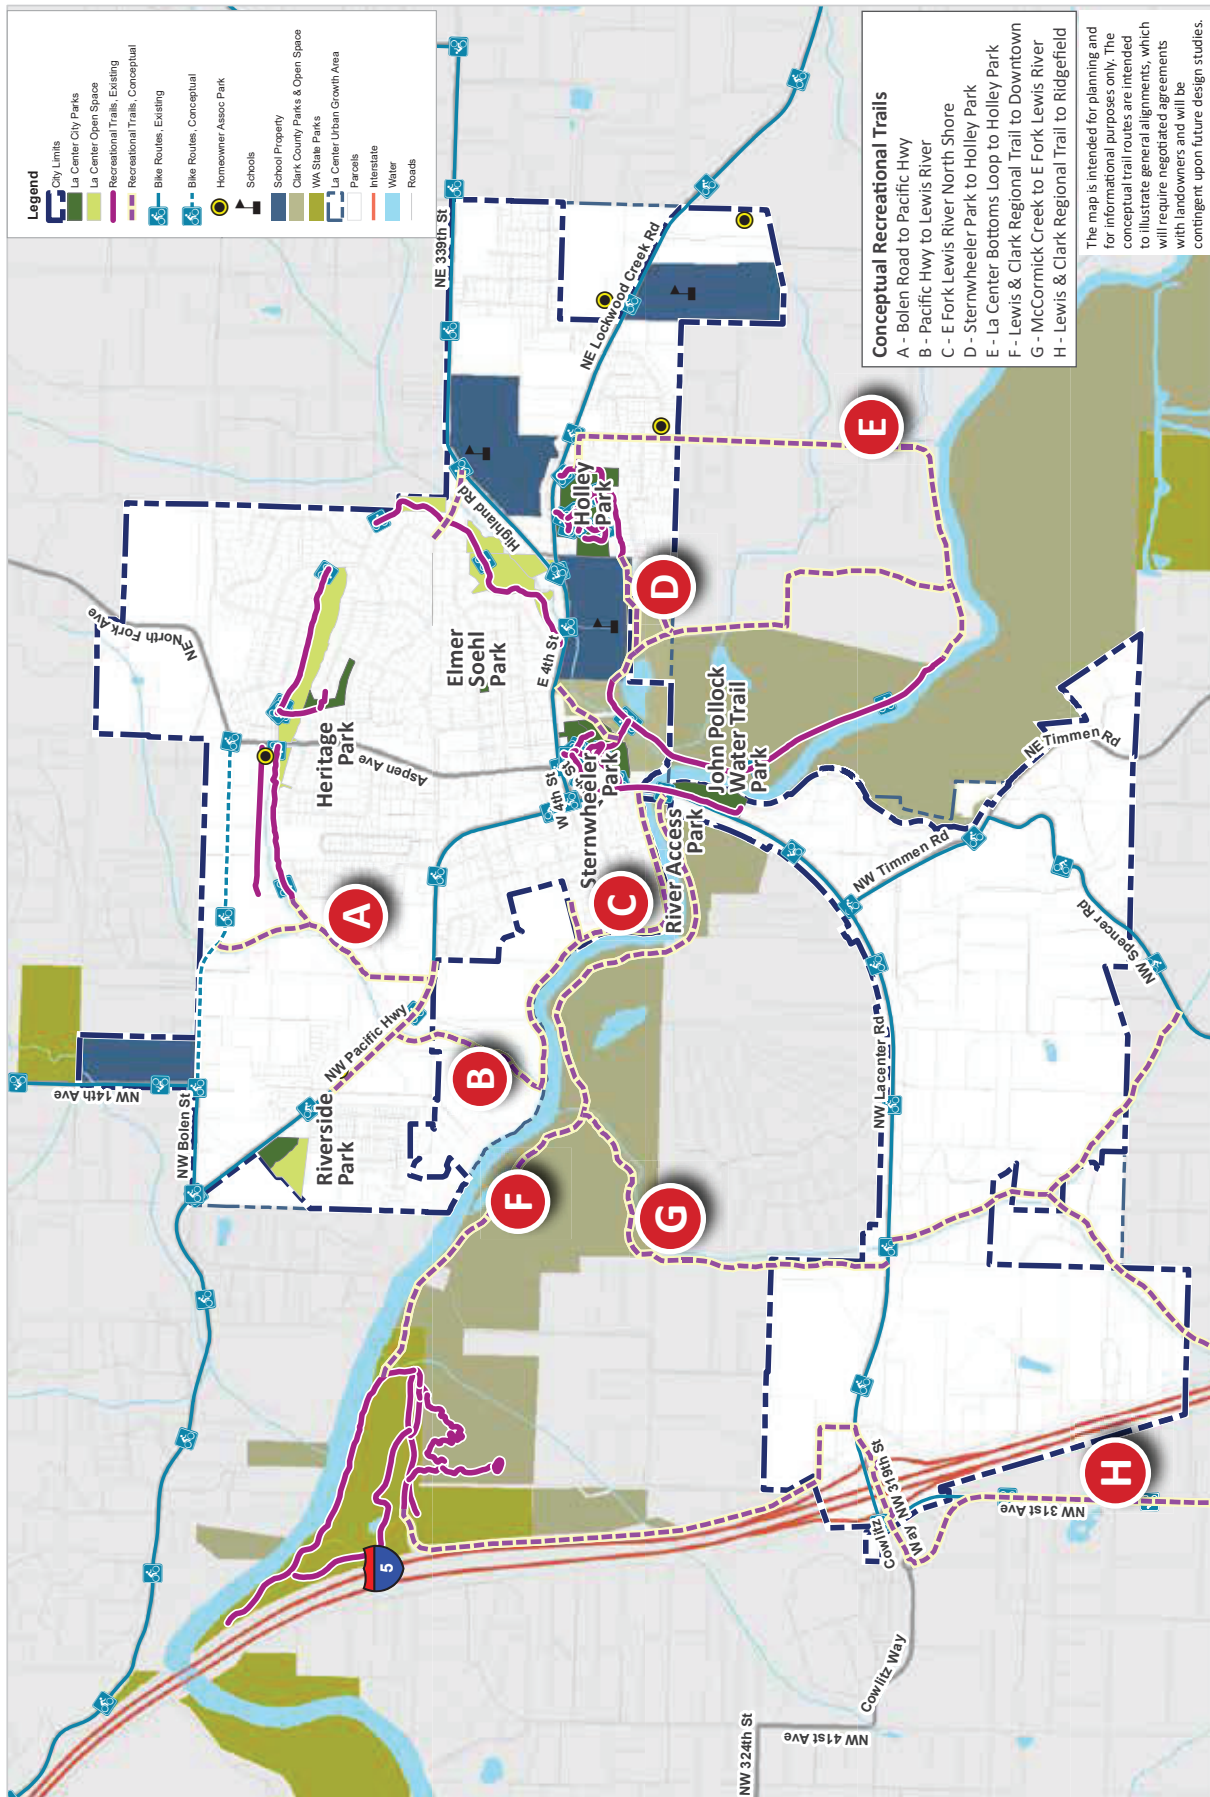 Legend
City Limits
La Center City Parks
La Center Open Space
Recreational Trails, Existing
Recreational Trails, Conceptual
Bike Routes, Existing
Bike Routes, Conceptual
Homeowner Assoc Park
Schools
School Property
Clark County Parks & Open Space
WA State Parks
La Center Urban Growth Area
Parcels
Interstate
Water
Roads
NE 339th St
NE Lockwood Creek Rd
Highland Rd
Holley
Park
NE North Fork Ave
Elmer
Soehl
Park
E 4th St
Heritage
Park
Aspen Ave
W 4th St
Sternwheeler
Park
John Pollock
Water Trail
Park
River Access
Park
NE Timmen Rd
NW Timmen Rd
NW Spencer Rd
NW Lacenter Rd
NW Pacific Hwy
NW 14th Ave
NW Bolen St
Riverside
Park
A
B
C
D
E
F
G
H
5
NW 319th St
Cowlitz
Way
NW 31st Ave
Cowlitz Way
NW 41st Ave
NW 324th St
Conceptual Recreational Trails
A - Bolen Road to Pacific Hwy
B - Pacific Hwy to Lewis River
C - E Fork Lewis River North Shore
D - Sternwheeler Park to Holley Park
E - La Center Bottoms Loop to Holley Park
F - Lewis & Clark Regional Trail to Downtown
G - McCormick Creek to E Fork Lewis River
H - Lewis & Clark Regional Trail to Ridgefield
The map is intended for planning and
for informational purposes only. The
conceptual trail routes are intended
to illustrate general alignments, which
will require negotiated agreements
with landowners and will be
contingent upon future design studies.